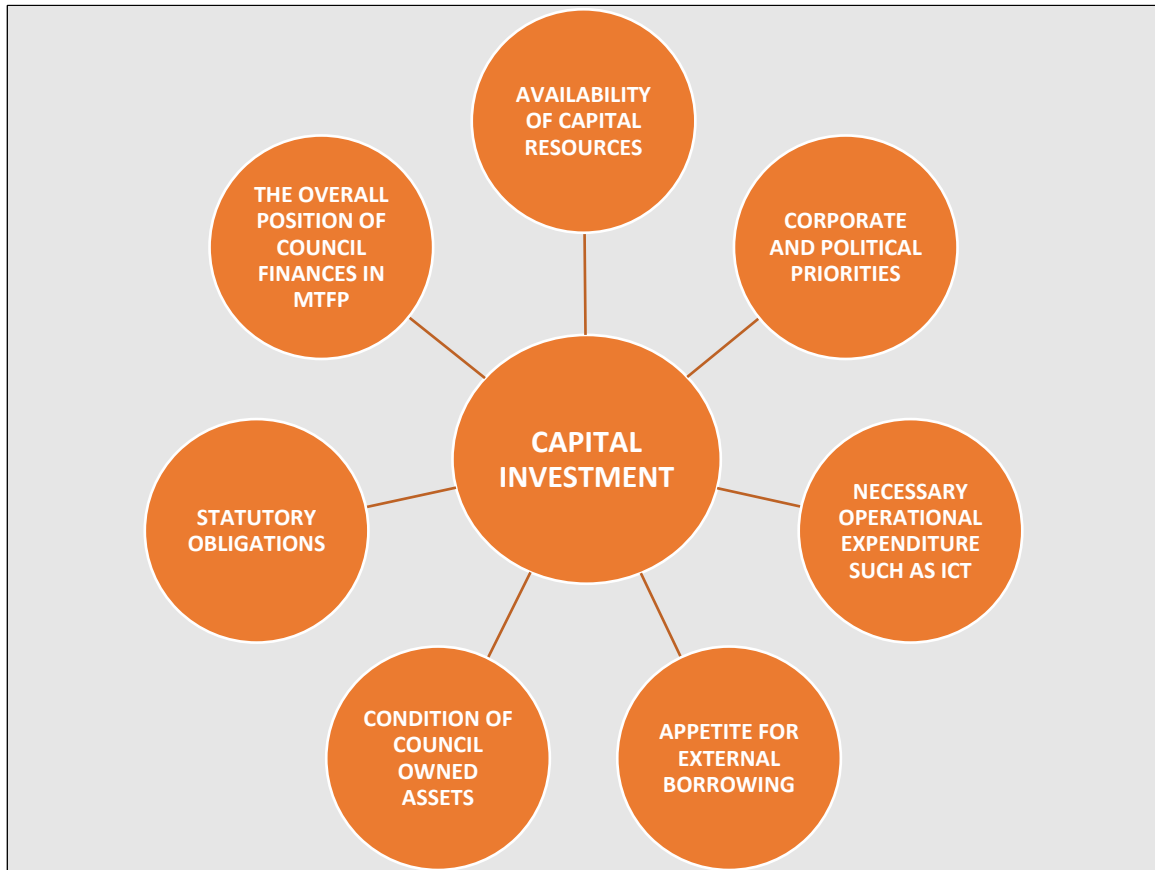 AVAILABILITY
OF CAPITAL
RESOURCES
CORPORATE
AND POLITICAL
PRIORITIES
NECESSARY
OPERATIONAL
EXPENDITURE
SUCH AS ICT
APPETITE FOR
EXTERNAL
BORROWING
CONDITION OF
COUNCIL
OWNED
ASSETS
STATUTORY
OBLIGATIONS
THE OVERALL
POSITION OF
COUNCIL
FINANCES IN
MTFP
CAPITAL
INVESTMENT